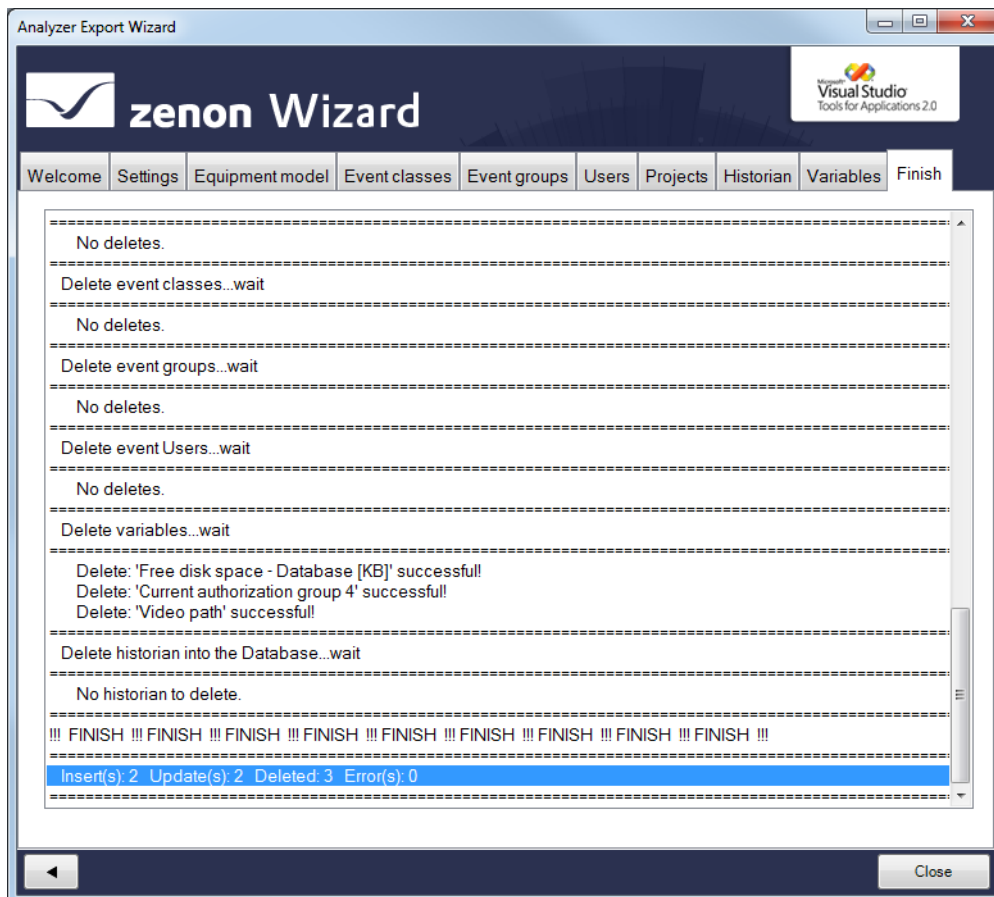 Analyzer Export Wizard
zenon Wizard
Microsoft
Visual Studio
Tools for Applications 2.0
Welcome Settings Equipment model Event classes Event groups Users Projects Historian Variables Finish
No deletes.
Delete event classes...wait
No deletes.
Delete event groups...wait
No deletes.
Delete event Users...wait
No deletes.
Delete variables...wait
Delete: 'Free disk space - Database [KB]' successful!
Delete: 'Current authorization group 4' successful!
Delete: 'Video path' successful!
Delete historian into the Database...wait
No historian to delete.
!!! FINISH !!! FINISH !!! FINISH !!! FINISH !!! FINISH !!! FINISH !!! FINISH !!! FINISH !!! FINISH !!!
Insert(s): 2 Update(s): 2 Deleted: 3 Error(s): 0
Close